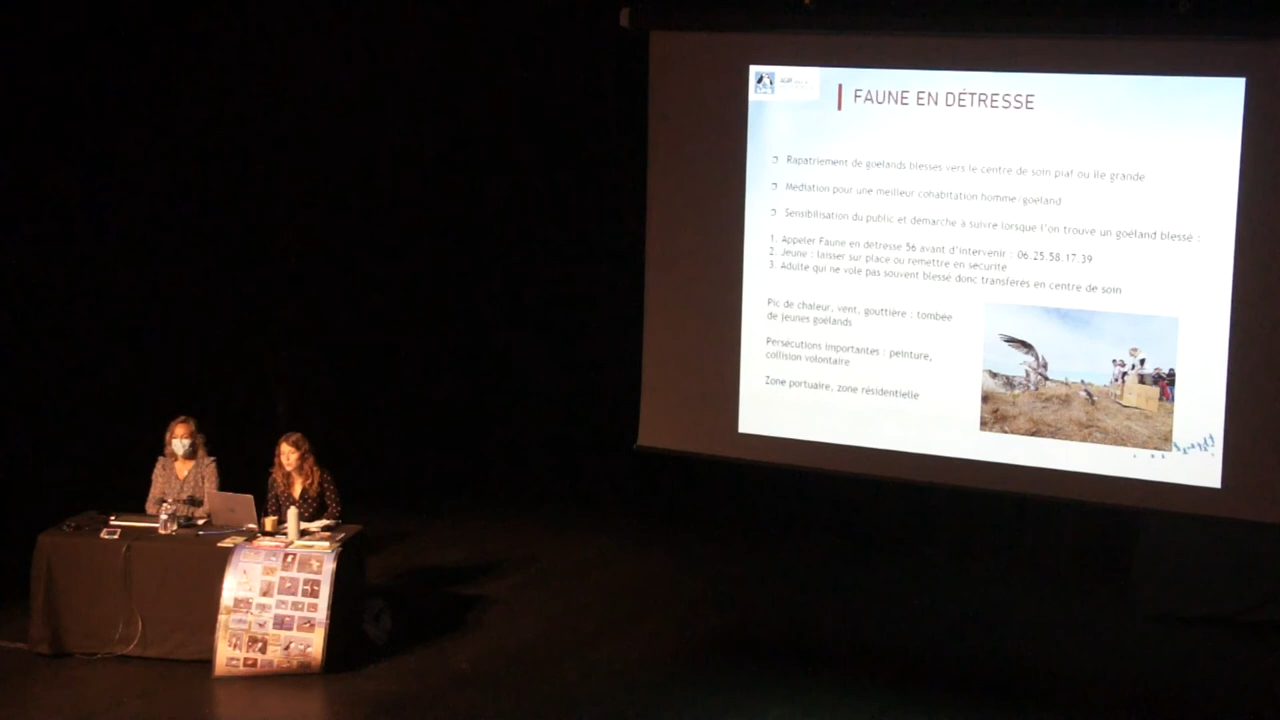 AGIR
FAUNE EN DÉTRESSE
Rapatriement de goélands blessés vers le centre de soin piaf ou île grande
Médiation pour une meilleur cohabitation homme/goéland
Sensibilisation du public et démarche à suivre lorsque l'on trouve un goéland blessé :
1. Appeler Faune en détresse 56 avant d'intervenir : 06.25.58.17.39
2. Jeune : laisser sur place ou remettre en sécurité
3. Adulte qui ne vole pas souvent blessé donc transférés en centre de soin
Pic de chaleur, vent, gouttière : tombée
de jeunes goélands
Persécutions importantes : peinture,
collision volontaire
Zone portuaire, zone résidentielle